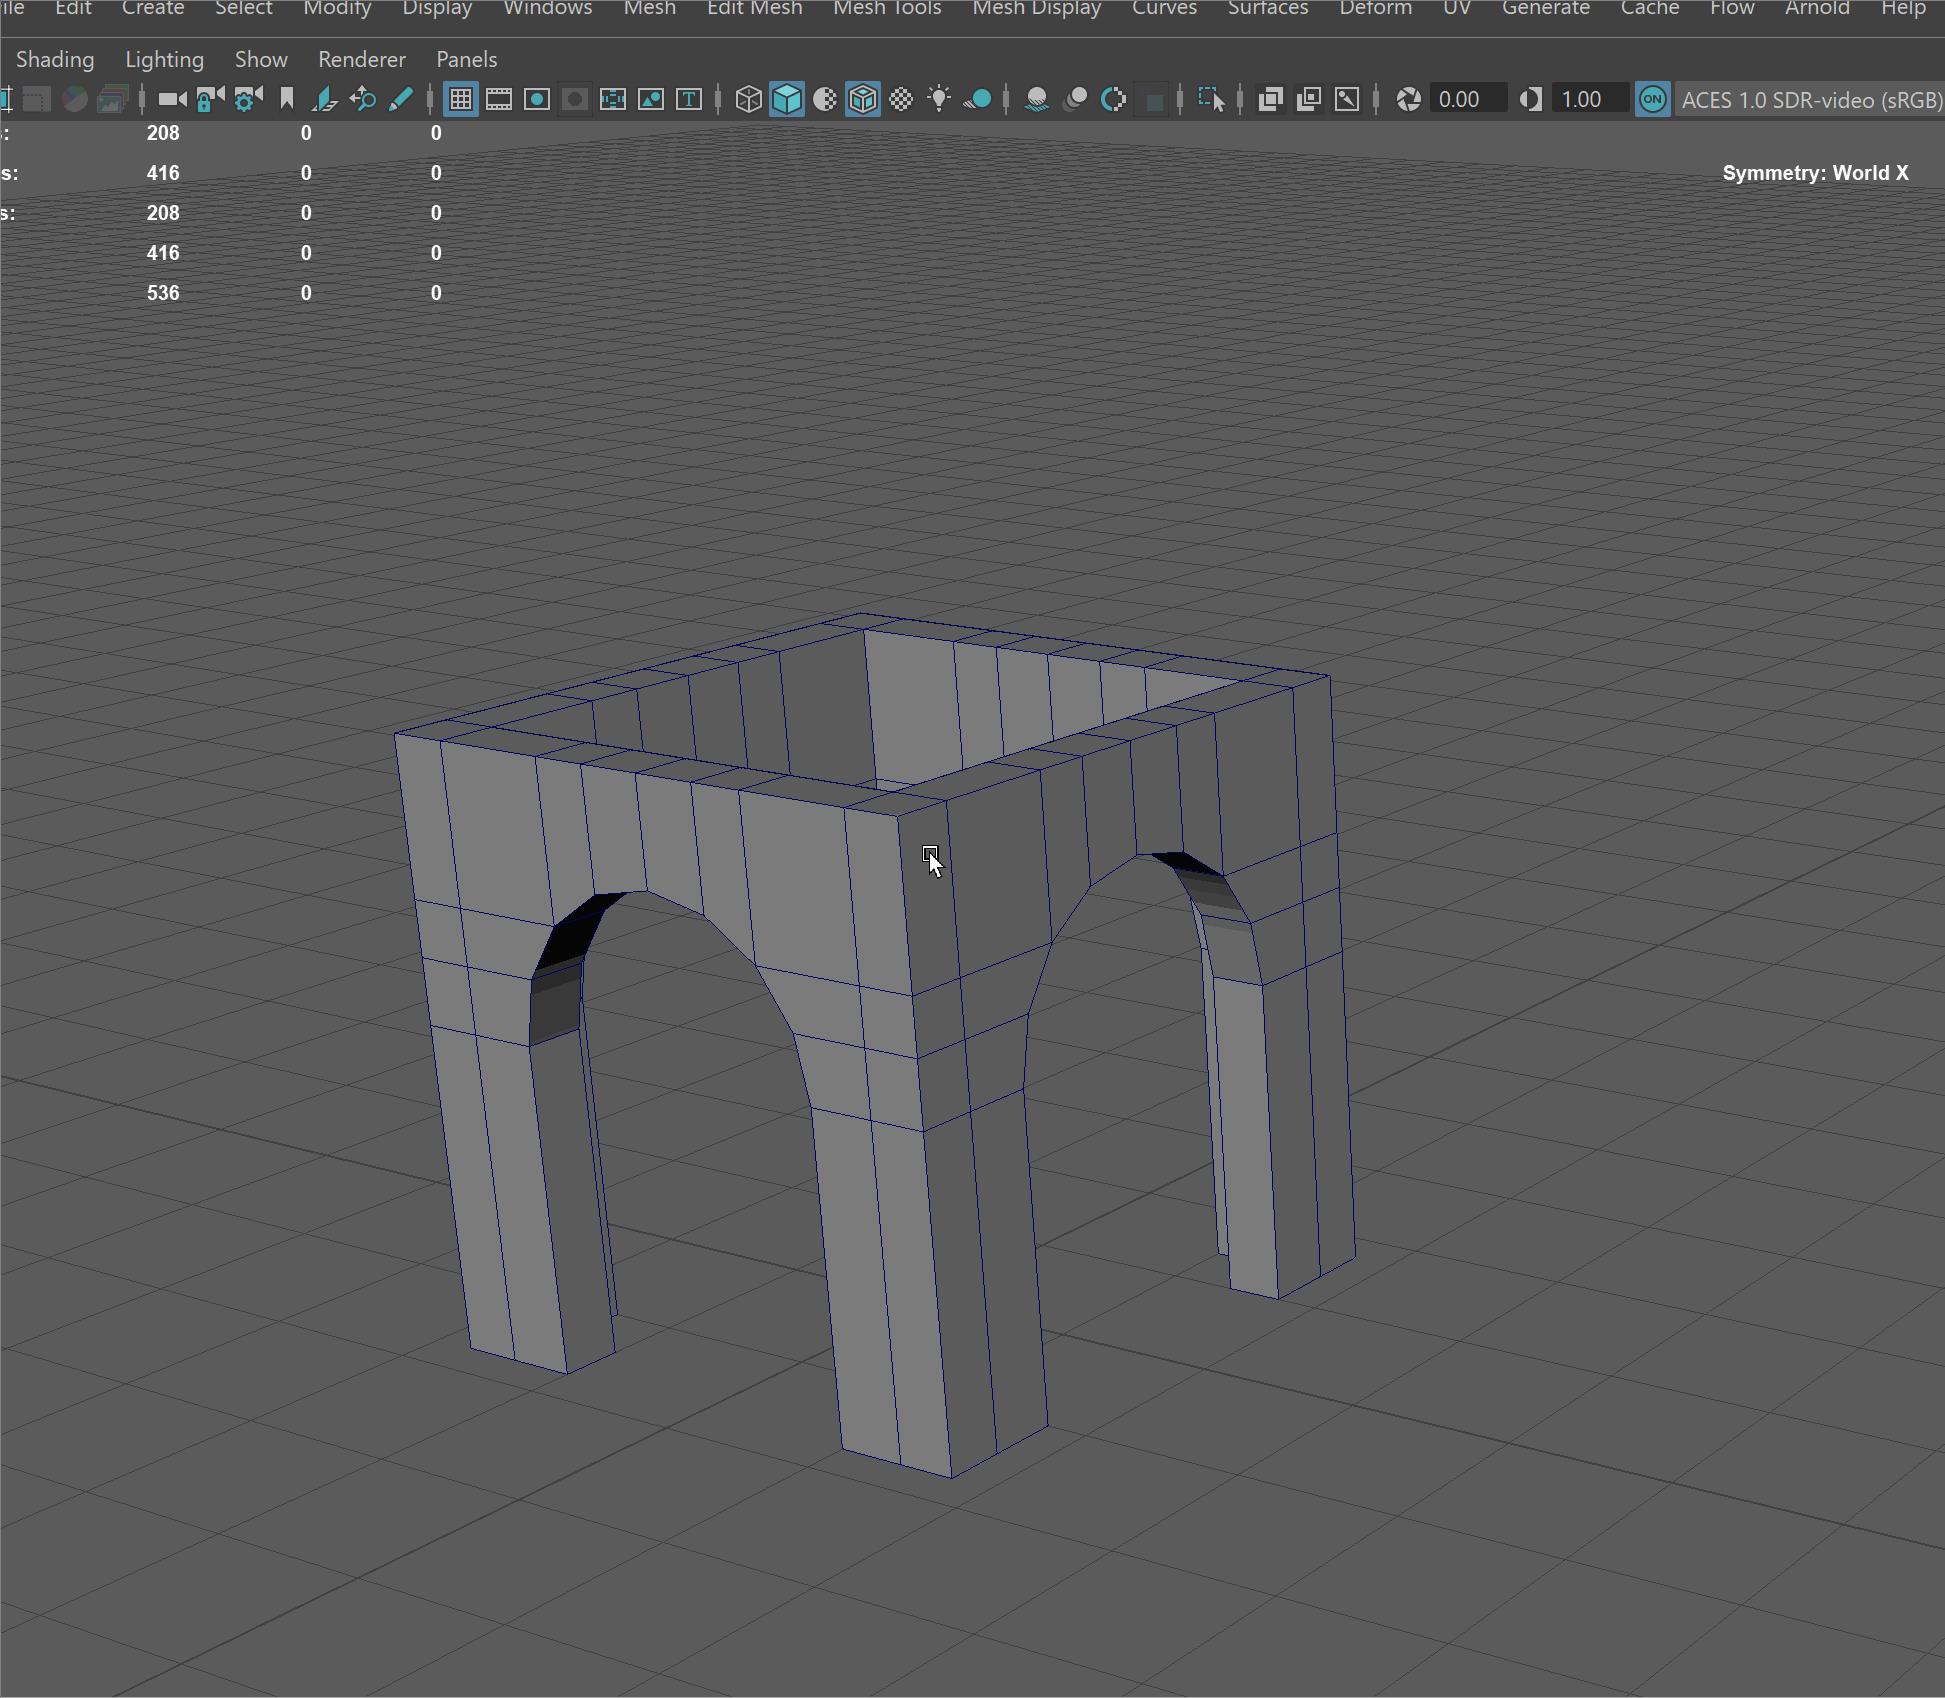 ile Edit Create Select Modify Display Windows Mesh Edit Mesh Mesh Tools Mesh Display Curves Surfaces Deform UV Generate Cache Flow Arnold Help
Shading Lighting Show Renderer Panels
0.00 1.00 ON ACES 1.0 SDR-video (sRGB)
: 208 0 0
s: 416 0 0
Symmetry: World X
s: 208 0 0
416 0 0
536 0 0